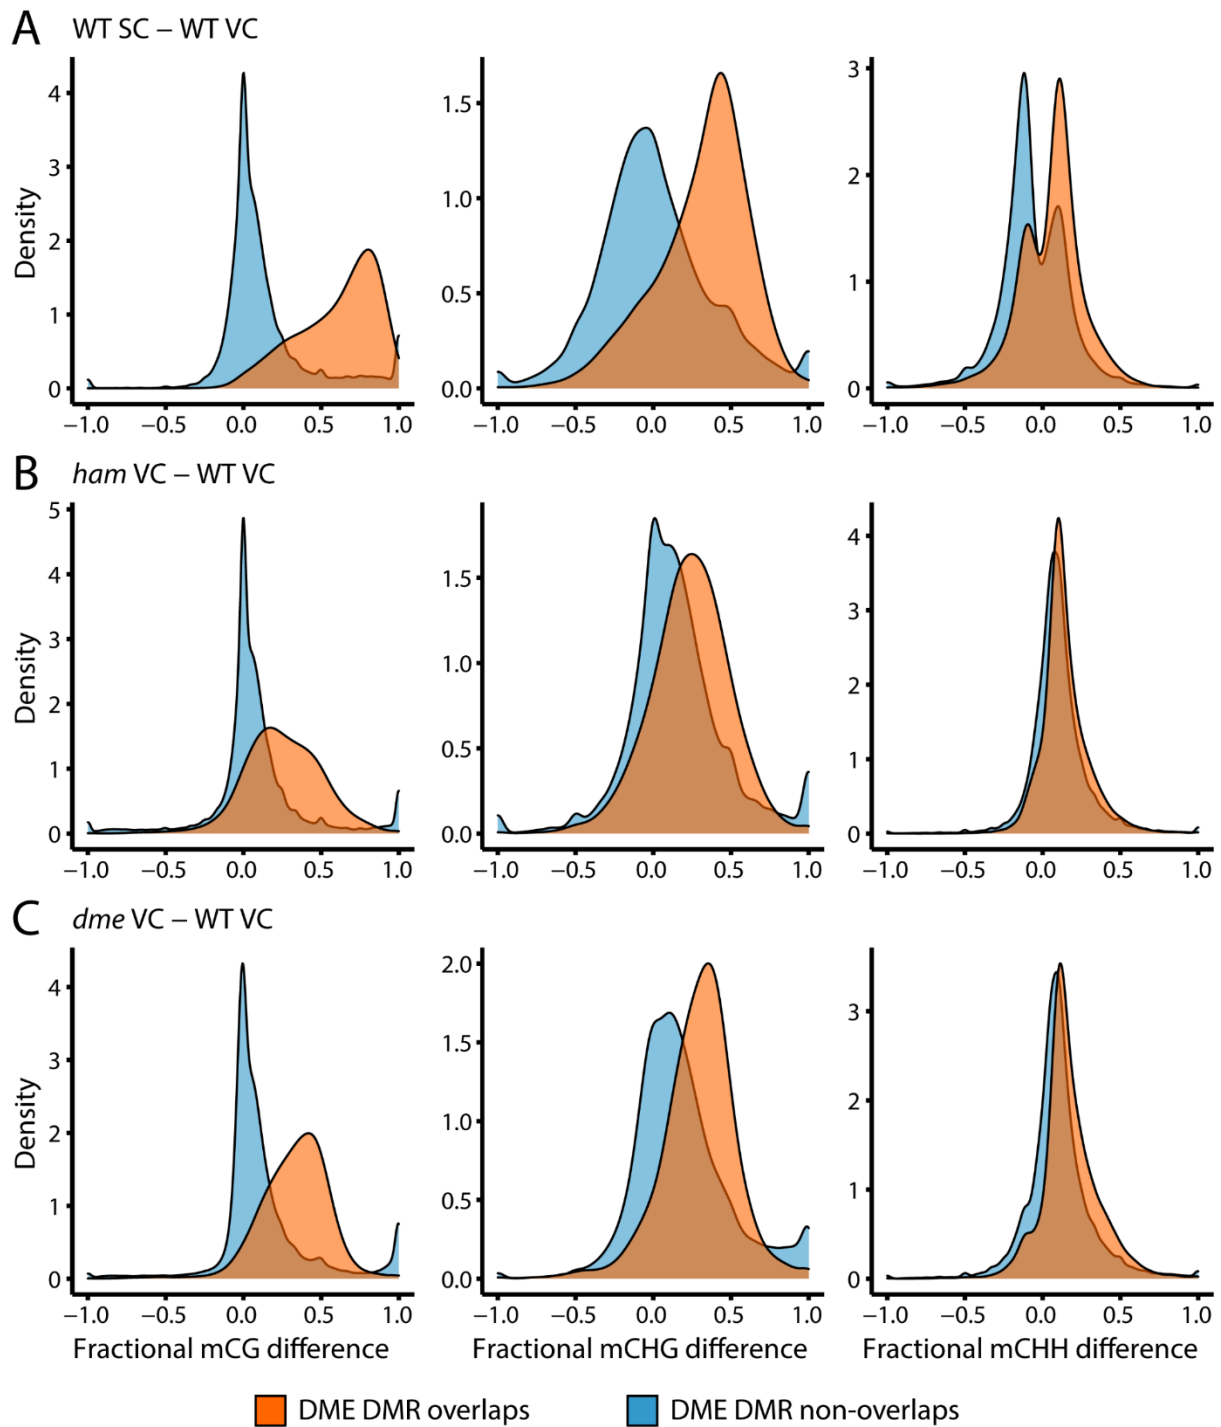 A WT SC – WT VC
Density
4
3
2
1
0
−1.0 −0.5 0.0 0.5 1.0
1.5
1.0
0.5
0.0
−1.0 −0.5 0.0 0.5 1.0
3
2
1
0
−1.0 −0.5 0.0 0.5 1.0
B ham VC – WT VC
Density
5
4
3
2
1
0
−1.0 −0.5 0.0 0.5 1.0
1.5
1.0
0.5
0.0
−1.0 −0.5 0.0 0.5 1.0
4
3
2
1
0
−1.0 −0.5 0.0 0.5 1.0
C dme VC – WT VC
Density
4
3
2
1
0
−1.0 −0.5 0.0 0.5 1.0
Fractional mCG difference
2.0
1.5
1.0
0.5
0.0
−1.0 −0.5 0.0 0.5 1.0
Fractional mCHG difference
3
2
1
0
−1.0 −0.5 0.0 0.5 1.0
Fractional mCHH difference
DME DMR overlaps
DME DMR non-overlaps